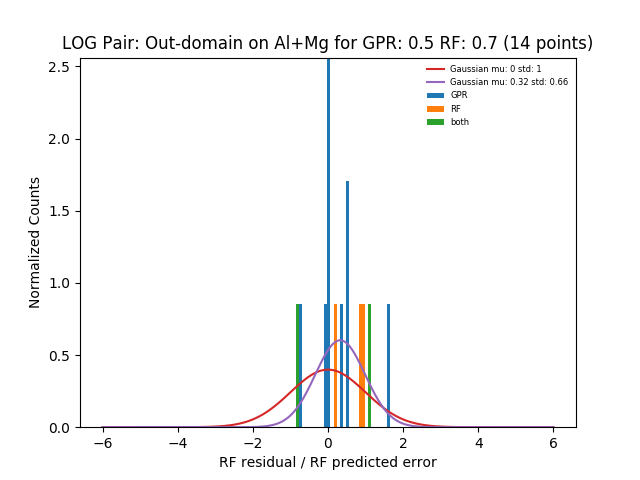 LOG Pair: Out-domain on Al+Mg for GPR: 0.5 RF: 0.7 (14 points)
Gaussian mu: 0 std: 1
Gaussian mu: 0.32 std: 0.66
GPR
RF
both
Normalized Counts
2.5
2.0
1.5
1.0
0.5
0.0
−6
−4
−2
0
2
4
6
RF residual / RF predicted error